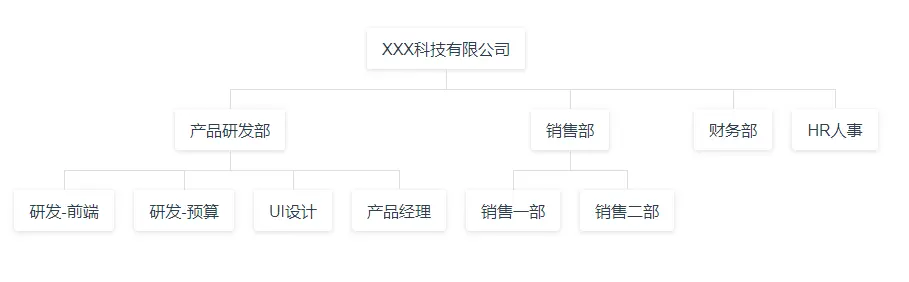 XXX科技有限公司
产品研发部
销售部
财务部
HR人事
研发-前端
研发-预算
UI设计
产品经理
销售一部
销售二部